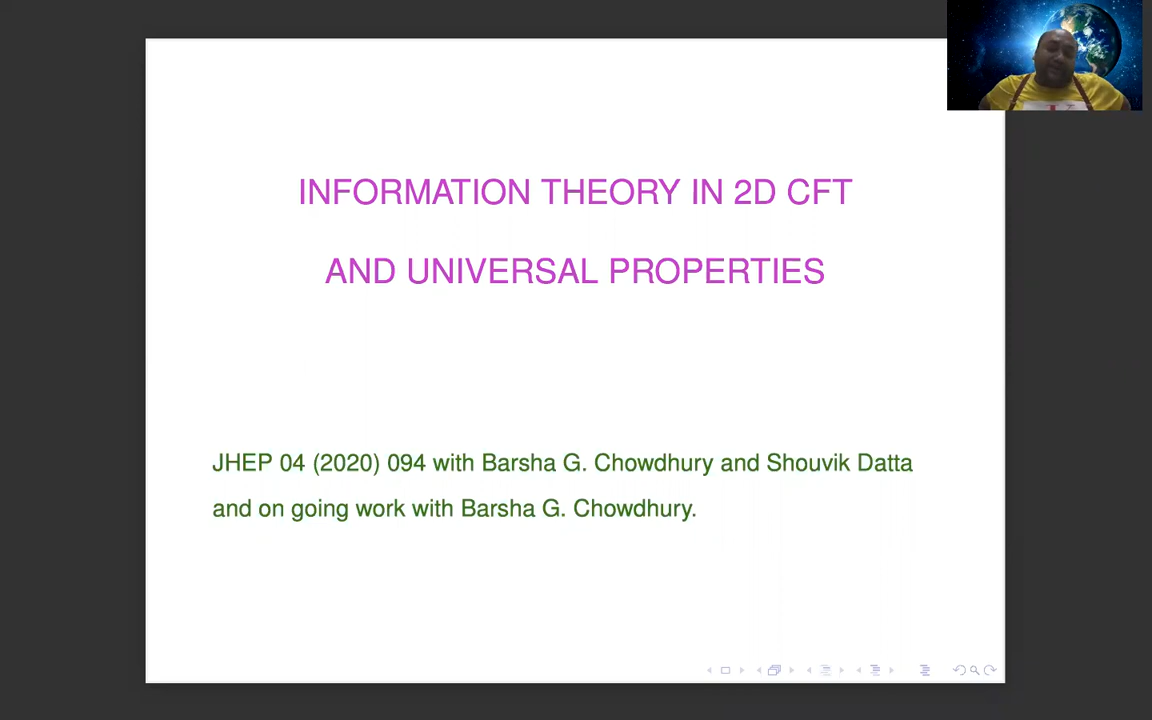 INFORMATION THEORY IN 2D CFT
AND UNIVERSAL PROPERTIES
JHEP 04 (2020) 094 with Barsha G. Chowdhury and Shouvik Datta
and on going work with Barsha G. Chowdhury.